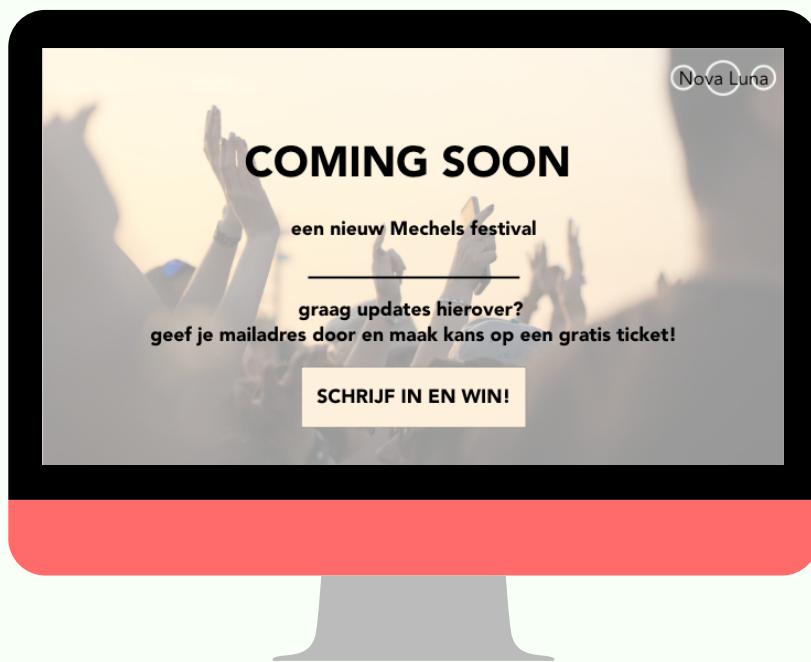 Nova Luna
COMING SOON
een nieuw Mechels festival
graag updates hierover?
geef je mailadres door en maak kans op een gratis ticket!
SCHRIJF IN EN WIN!